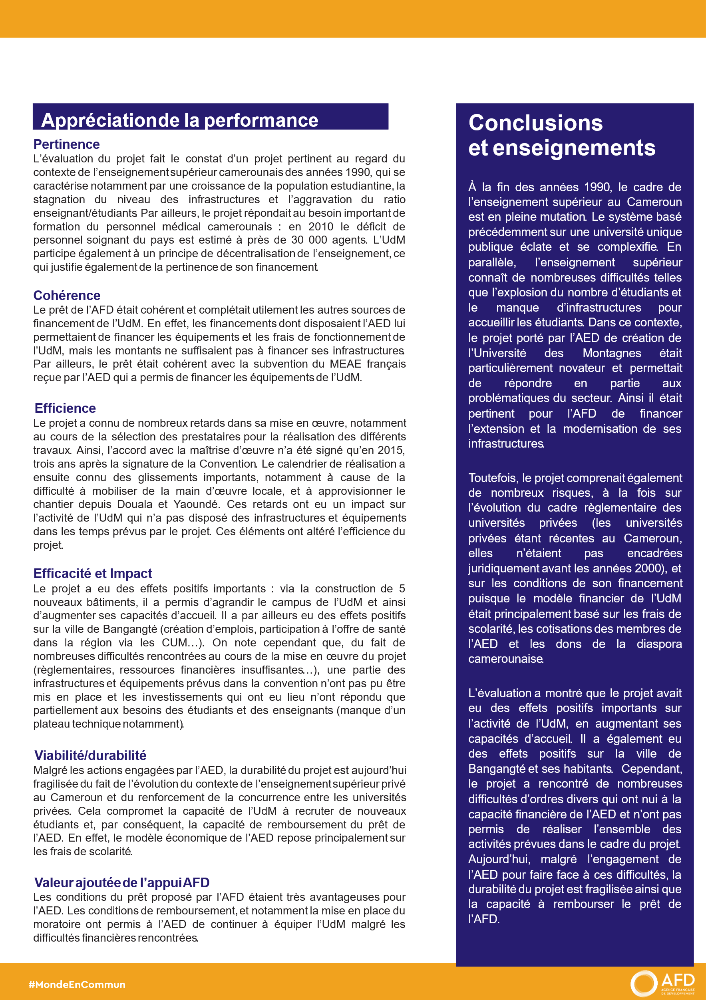 Appréciation de la performance
Pertinence
L’évaluation du projet fait le constat d’un projet pertinent au regard du
contexte de l’enseignement supérieur camerounais des années 1990, qui se
caractérise notamment par une croissance de la population estudiantine, la
stagnation du niveau des infrastructures et l’aggravation du ratio
enseignant/étudiants. Par ailleurs, le projet répondait au besoin important de
formation du personnel médical camerounais : en 2010 le déficit de
personnel soignant du pays est estimé à près de 30 000 agents. L’UdM
participe également à un principe de décentralisation de l’enseignement, ce
qui justifie également de la pertinence de son financement.
Cohérence
Le prêt de l’AFD était cohérent et complétait utilement les autres sources de
financement de l’UdM. En effet, les financements dont disposaient l’AED lui
permettaient de financer les équipements et les frais de fonctionnement de
l’UdM, mais les montants ne suffisaient pas à financer ses infrastructures.
Par ailleurs, le prêt était cohérent avec la subvention du MEAE français
reçue par l’AED qui a permis de financer les équipements de l’UdM.
Efficience
Le projet a connu de nombreux retards dans sa mise en œuvre, notamment
au cours de la sélection des prestataires pour la réalisation des différents
travaux. Ainsi, l’accord avec la maîtrise d’œuvre n’a été signé qu’en 2015,
trois ans après la signature de la Convention. Le calendrier de réalisation a
ensuite connu des glissements importants, notamment à cause de la
difficulté à mobiliser de la main d’œuvre locale, et à approvisionner le
chantier depuis Douala et Yaoundé. Ces retards ont eu un impact sur
l’activité de l’UdM qui n’a pas disposé des infrastructures et équipements
dans les temps prévus par le projet. Ces éléments ont altéré l’efficience du
projet.
Efficacité et Impact
Le projet a eu des effets positifs importants : via la construction de 5
nouveaux bâtiments, il a permis d’agrandir le campus de l’UdM et ainsi
d’augmenter ses capacités d’accueil. Il a par ailleurs eu des effets positifs
sur la ville de Bangangté (création d’emplois, participation à l’offre de santé
dans la région via les CUM…). On note cependant que, du fait de
nombreuses difficultés rencontrées au cours de la mise en œuvre du projet
(règlementaires, ressources financières insuffisantes…), une partie des
infrastructures et équipements prévus dans la convention n’ont pas pu être
mis en place et les investissements qui ont eu lieu n’ont répondu que
partiellement aux besoins des étudiants et des enseignants (manque d’un
plateau technique notamment).
Viabilité/durabilité
Malgré les actions engagées par l’AED, la durabilité du projet est aujourd’hui
fragilisée du fait de l’évolution du contexte de l’enseignement supérieur privé
au Cameroun et du renforcement de la concurrence entre les universités
privées. Cela compromet la capacité de l’UdM à recruter de nouveaux
étudiants et, par conséquent, la capacité de remboursement du prêt de
l’AED. En effet, le modèle économique de l’AED repose principalement sur
les frais de scolarité.
Valeur ajoutée de l’appui AFD
Les conditions du prêt proposé par l’AFD étaient très avantageuses pour
l’AED. Les conditions de remboursement, et notamment la mise en place du
moratoire ont permis à l’AED de continuer à équiper l’UdM malgré les
difficultés financières rencontrées.
Conclusions
et enseignements
À la fin des années 1990, le cadre de
l’enseignement supérieur au Cameroun
est en pleine mutation. Le système basé
précédemment sur une université unique
publique éclate et se complexifie. En
parallèle, l’enseignement supérieur
connaît de nombreuses difficultés telles
que l’explosion du nombre d’étudiants et
le manque d’infrastructures pour
accueillir les étudiants. Dans ce contexte,
le projet porté par l’AED de création de
l’Université des Montagnes était
particulièrement novateur et permettait
de répondre en partie aux
problématiques du secteur. Ainsi il était
pertinent pour l’AFD de financer
l’extension et la modernisation de ses
infrastructures.
Toutefois, le projet comprenait également
de nombreux risques, à la fois sur
l’évolution du cadre règlementaire des
universités privées (les universités
privées étant récentes au Cameroun,
elles n’étaient pas encadrées
juridiquement avant les années 2000), et
sur les conditions de son financement
puisque le modèle financier de l’UdM
était principalement basé sur les frais de
scolarité, les cotisations des membres de
l’AED et les dons de la diaspora
camerounaise.
L’évaluation a montré que le projet avait
eu des effets positifs importants sur
l’activité de l’UdM, en augmentant ses
capacités d’accueil. Il a également eu
des effets positifs sur la ville de
Bangangté et ses habitants. Cependant,
le projet a rencontré de nombreuses
difficultés d’ordres divers qui ont nui à la
capacité financière de l’AED et n’ont pas
permis de réaliser l’ensemble des
activités prévues dans le cadre du projet.
Aujourd’hui, malgré l’engagement de
l’AED pour faire face à ces difficultés, la
durabilité du projet est fragilisée ainsi que
la capacité à rembourser le prêt de
l’AFD.
#MondeEnCommun
AFD
AGENCE FRANÇAISE
DE DÉVELOPPEMENT